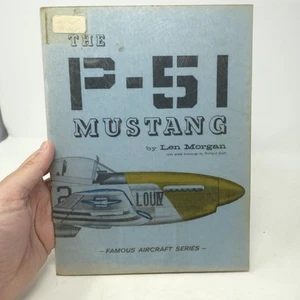 THE
P-51
MUSTANG
by Len Morgan
2
LOU
— FAMOUS AIRCRAFT SERIES —